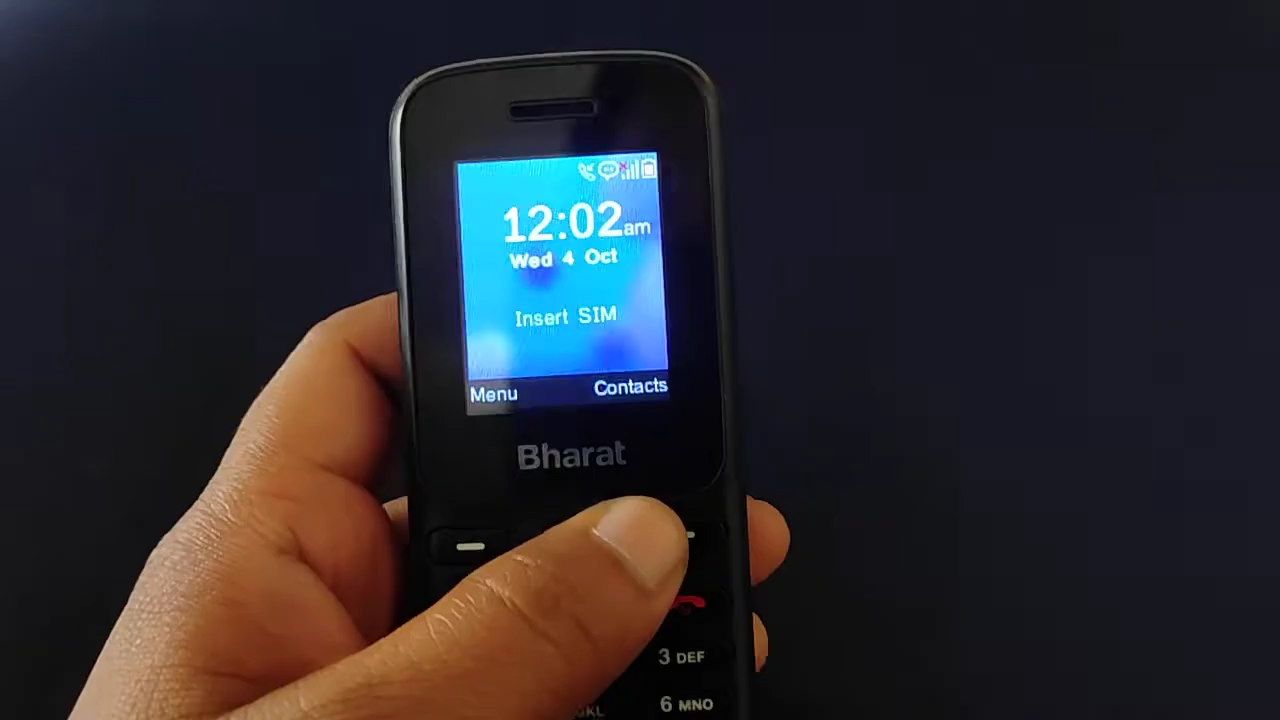 12:02am
Wed 4 Oct
Insert SIM
Menu Contacts
Bharat
3 DEF
6 MNO